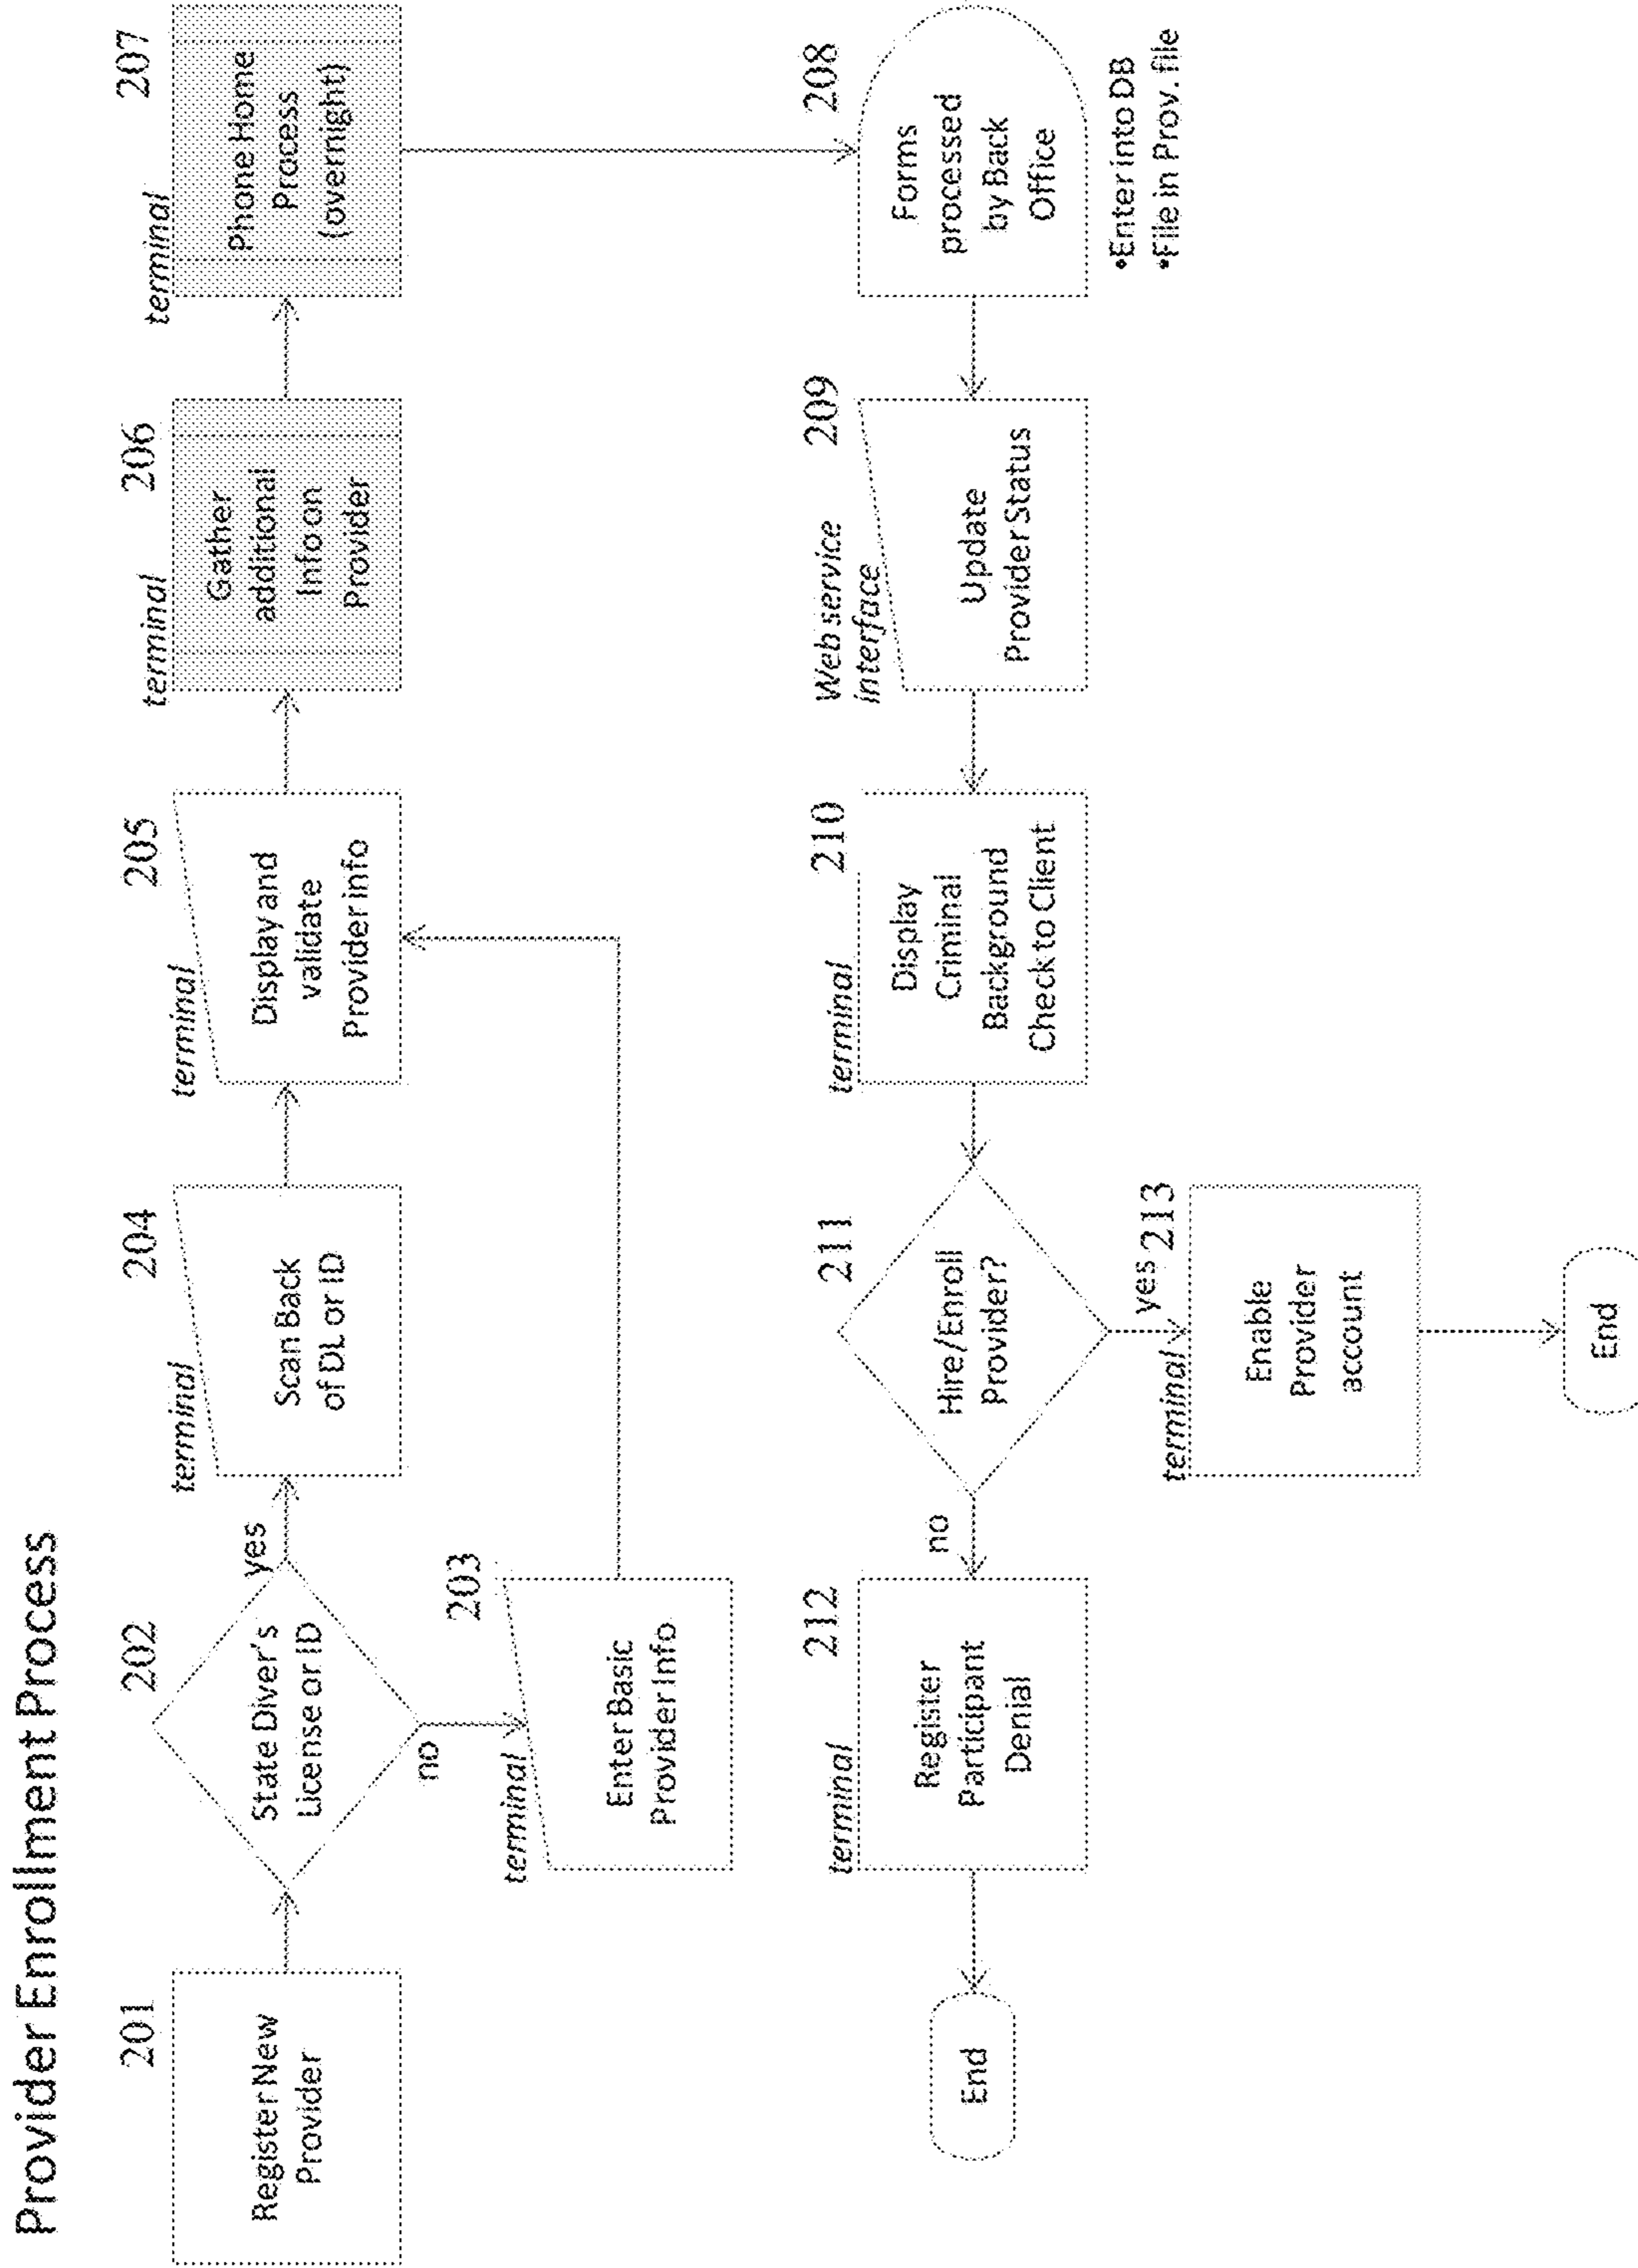 Provider Enrollment Process
201
Register New
Provider
202
State Diver's
License or ID
yes
no
terminal
203
Enter Basic
Provider Info
terminal
204
Scan Back
of DL or ID
terminal
205
Display and
validate
Provider info
terminal
206
Gather
additional
Info on
Provider
terminal
207
Phone Home
Process
(overnight)
208
Forms
processed
by Back
Office
•Enter into DB
•File in Prov. file
Web service
interface
209
Update
Provider Status
terminal
210
Display
Criminal
Background
Check to Client
211
Hire/Enroll
Provider?
no
yes
terminal
212
Register
Participant
Denial
End
terminal
213
Enable
Provider
account
End